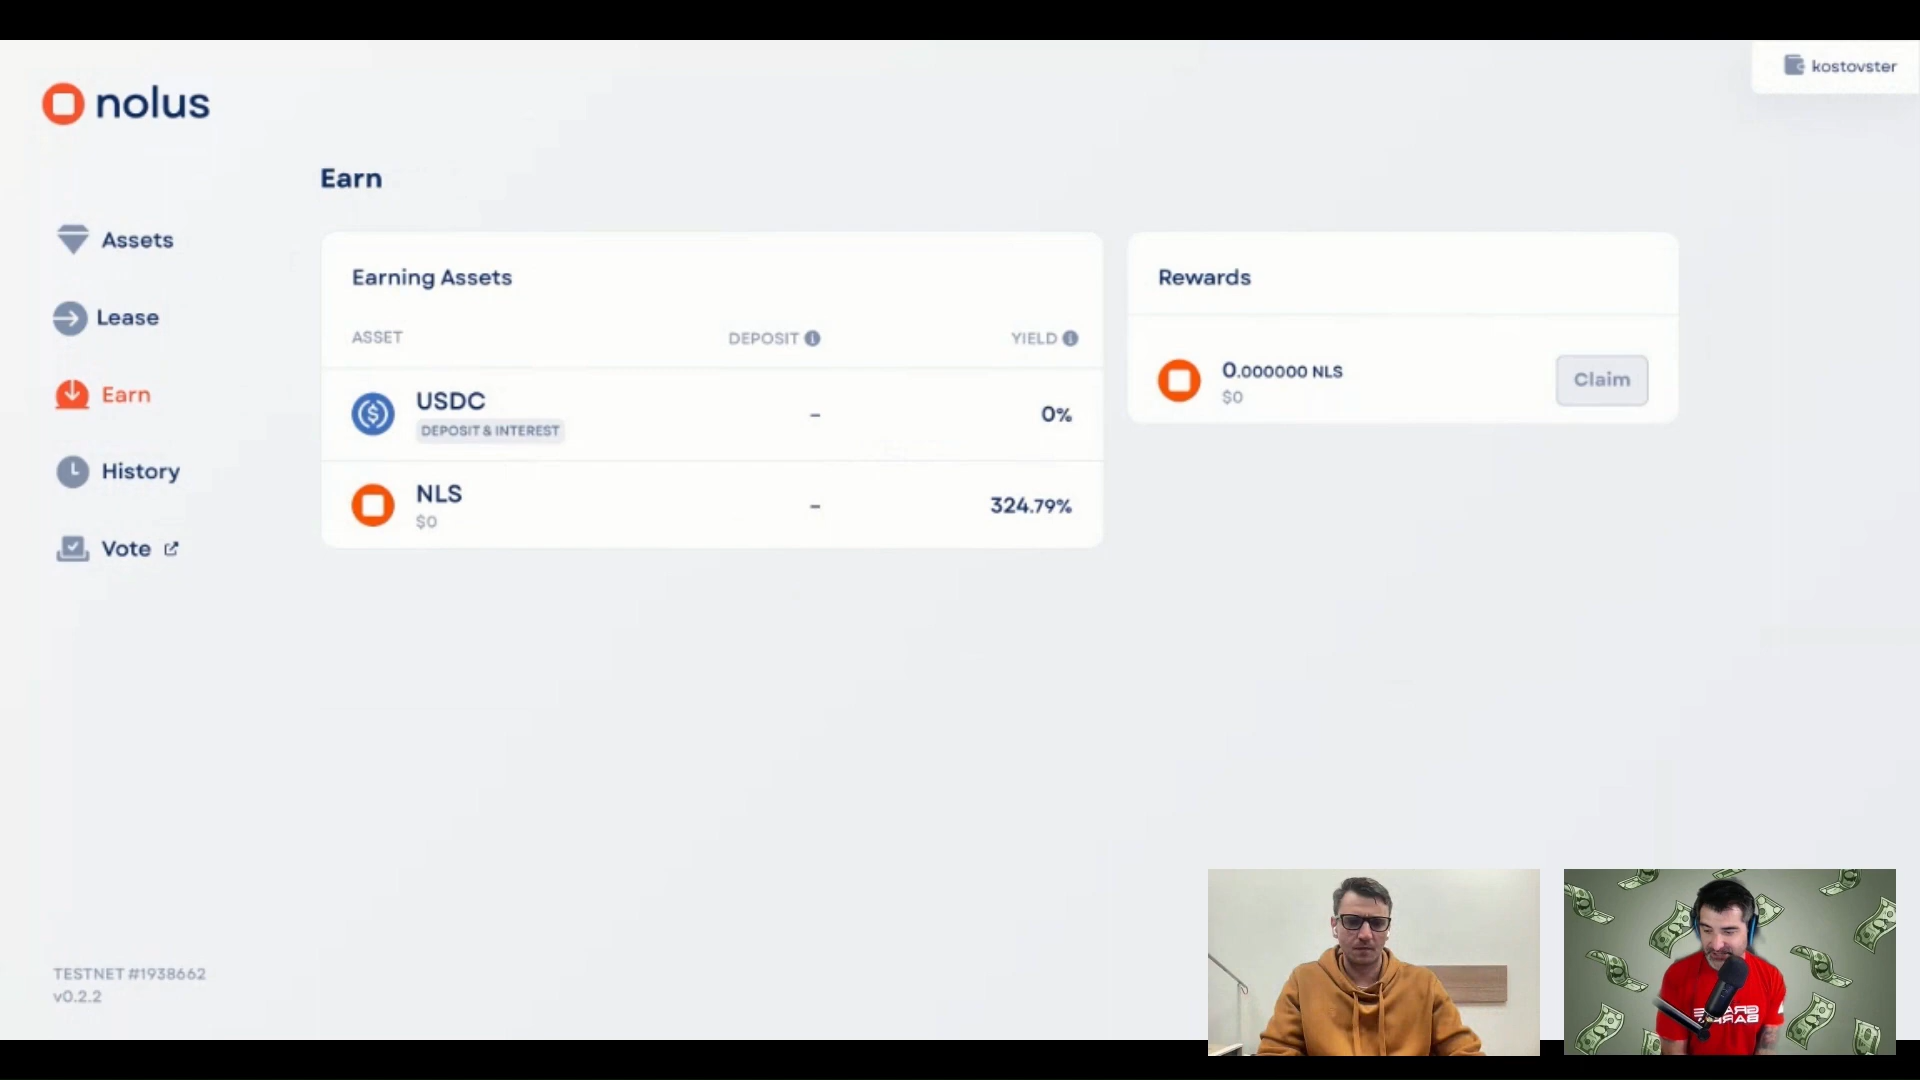 nolus
kostovster
Earn
Assets
Lease
Earn
History
Vote
Earning Assets
ASSET DEPOSIT YIELD
USDC
DEPOSIT & INTEREST
- 0%
NLS
$0
- 324.79%
Rewards
0.000000 NLS
$0
Claim
TESTNET #1938662
v0.2.2